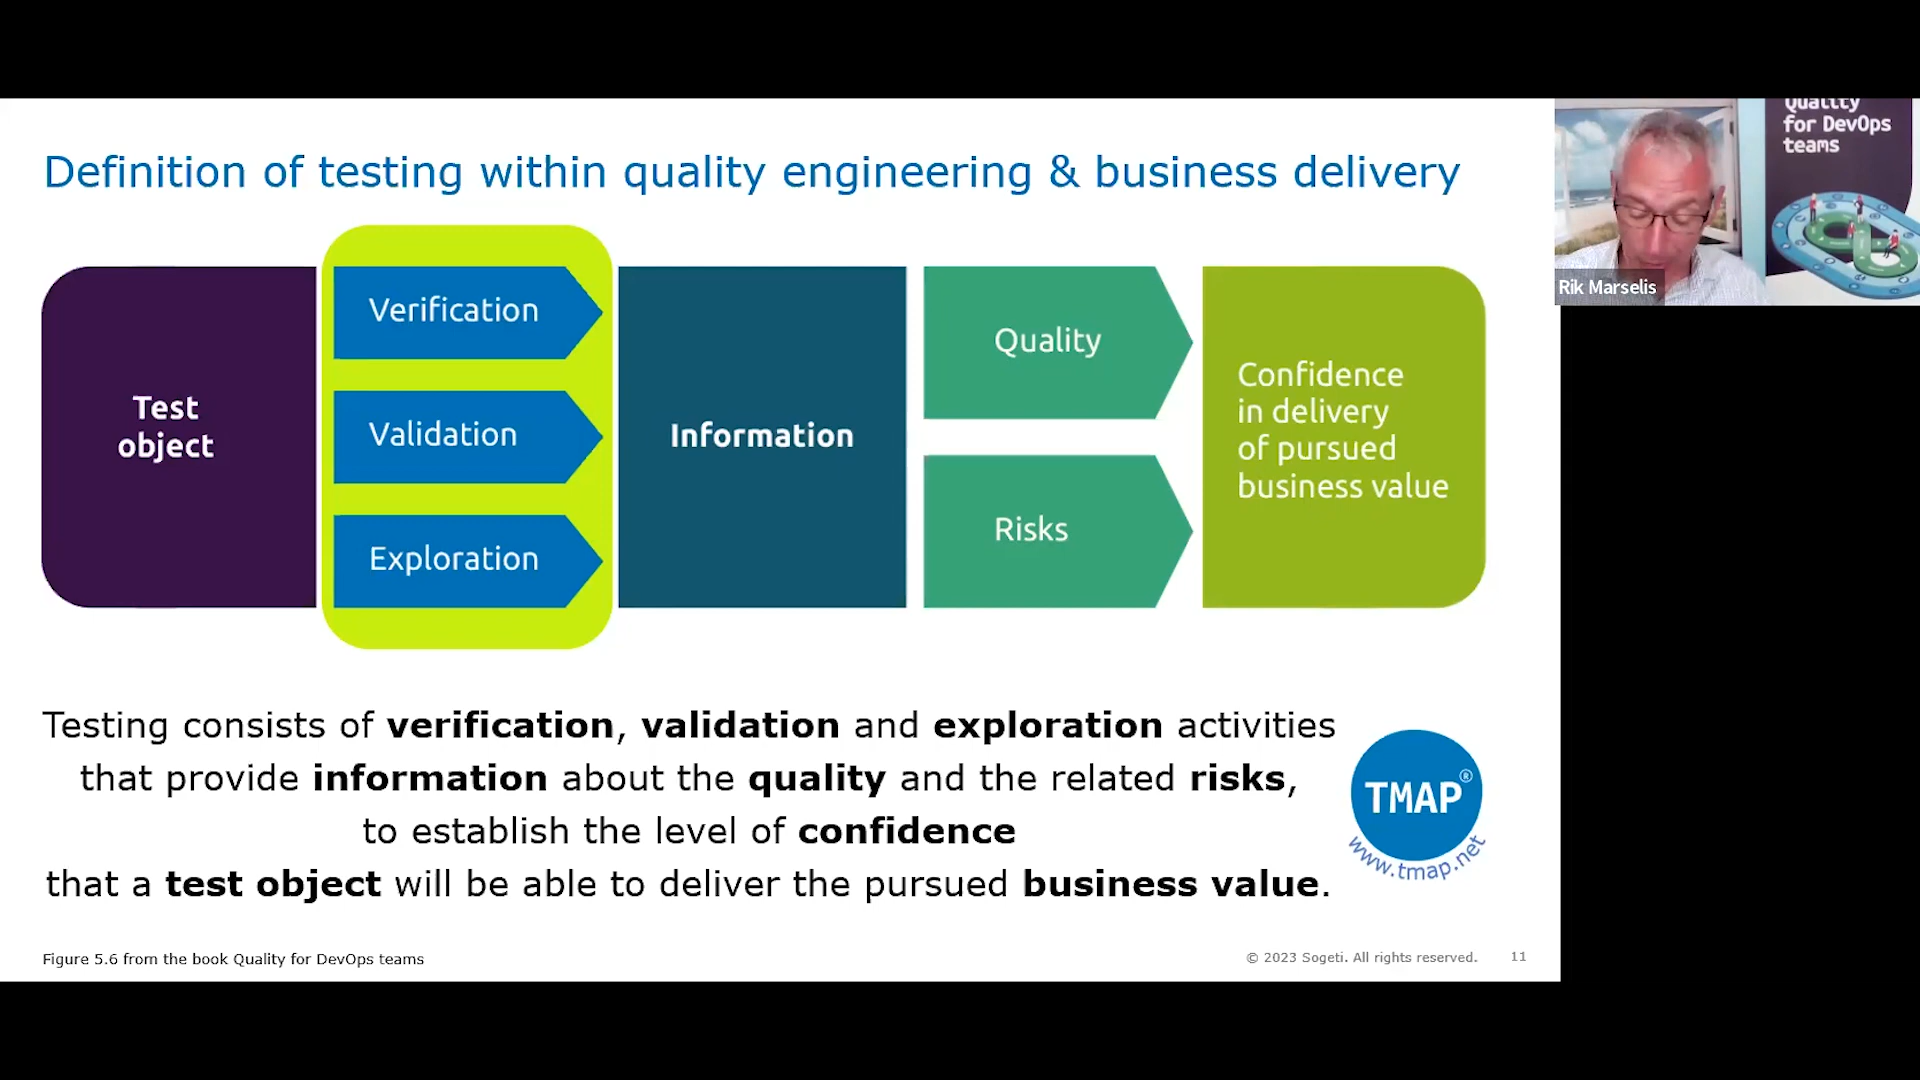 Definition of testing within quality engineering & business delivery
Test
object
Verification
Validation
Exploration
Information
Quality
Risks
Confidence
in delivery
of pursued
business value
Testing consists of verification, validation and exploration activities
that provide information about the quality and the related risks,
to establish the level of confidence
that a test object will be able to deliver the pursued business value.
TMAP®
www.tmap.net
Figure 5.6 from the book Quality for DevOps teams
© 2023 Sogeti. All rights reserved.
11
Quality
for DevOps
teams
Rik Marselis